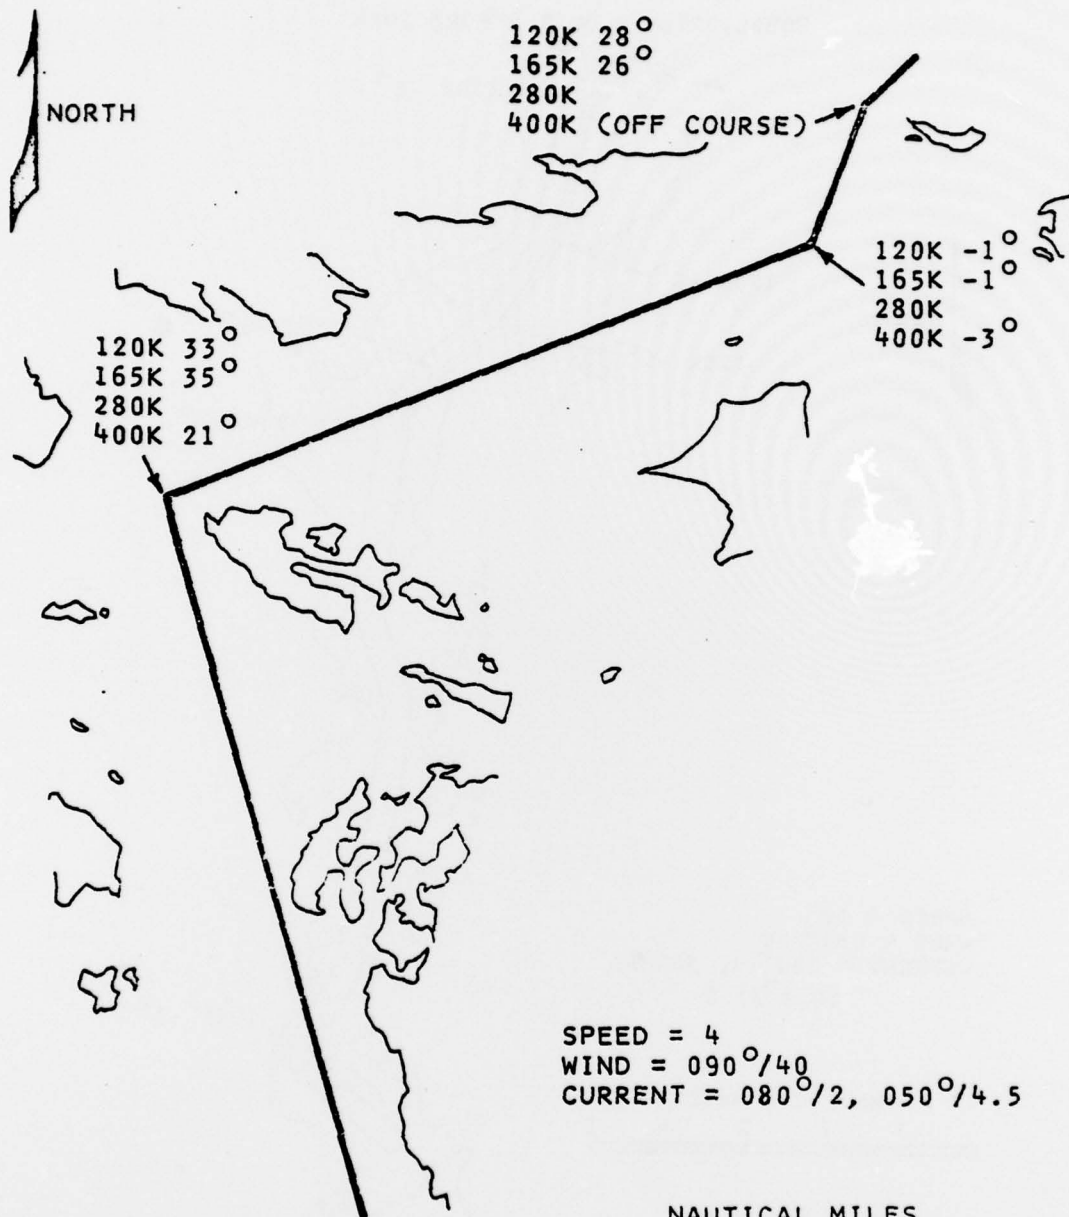 120K 28°
165K 26°
280K
400K (OFF COURSE)
NORTH
120K -1°
165K -1°
280K
400K -3°
120K 33°
165K 35°
280K
400K 21°
SPEED = 4
WIND = 090°/40
CURRENT = 080°/2, 050°/4.5
NAUTICAL MILES